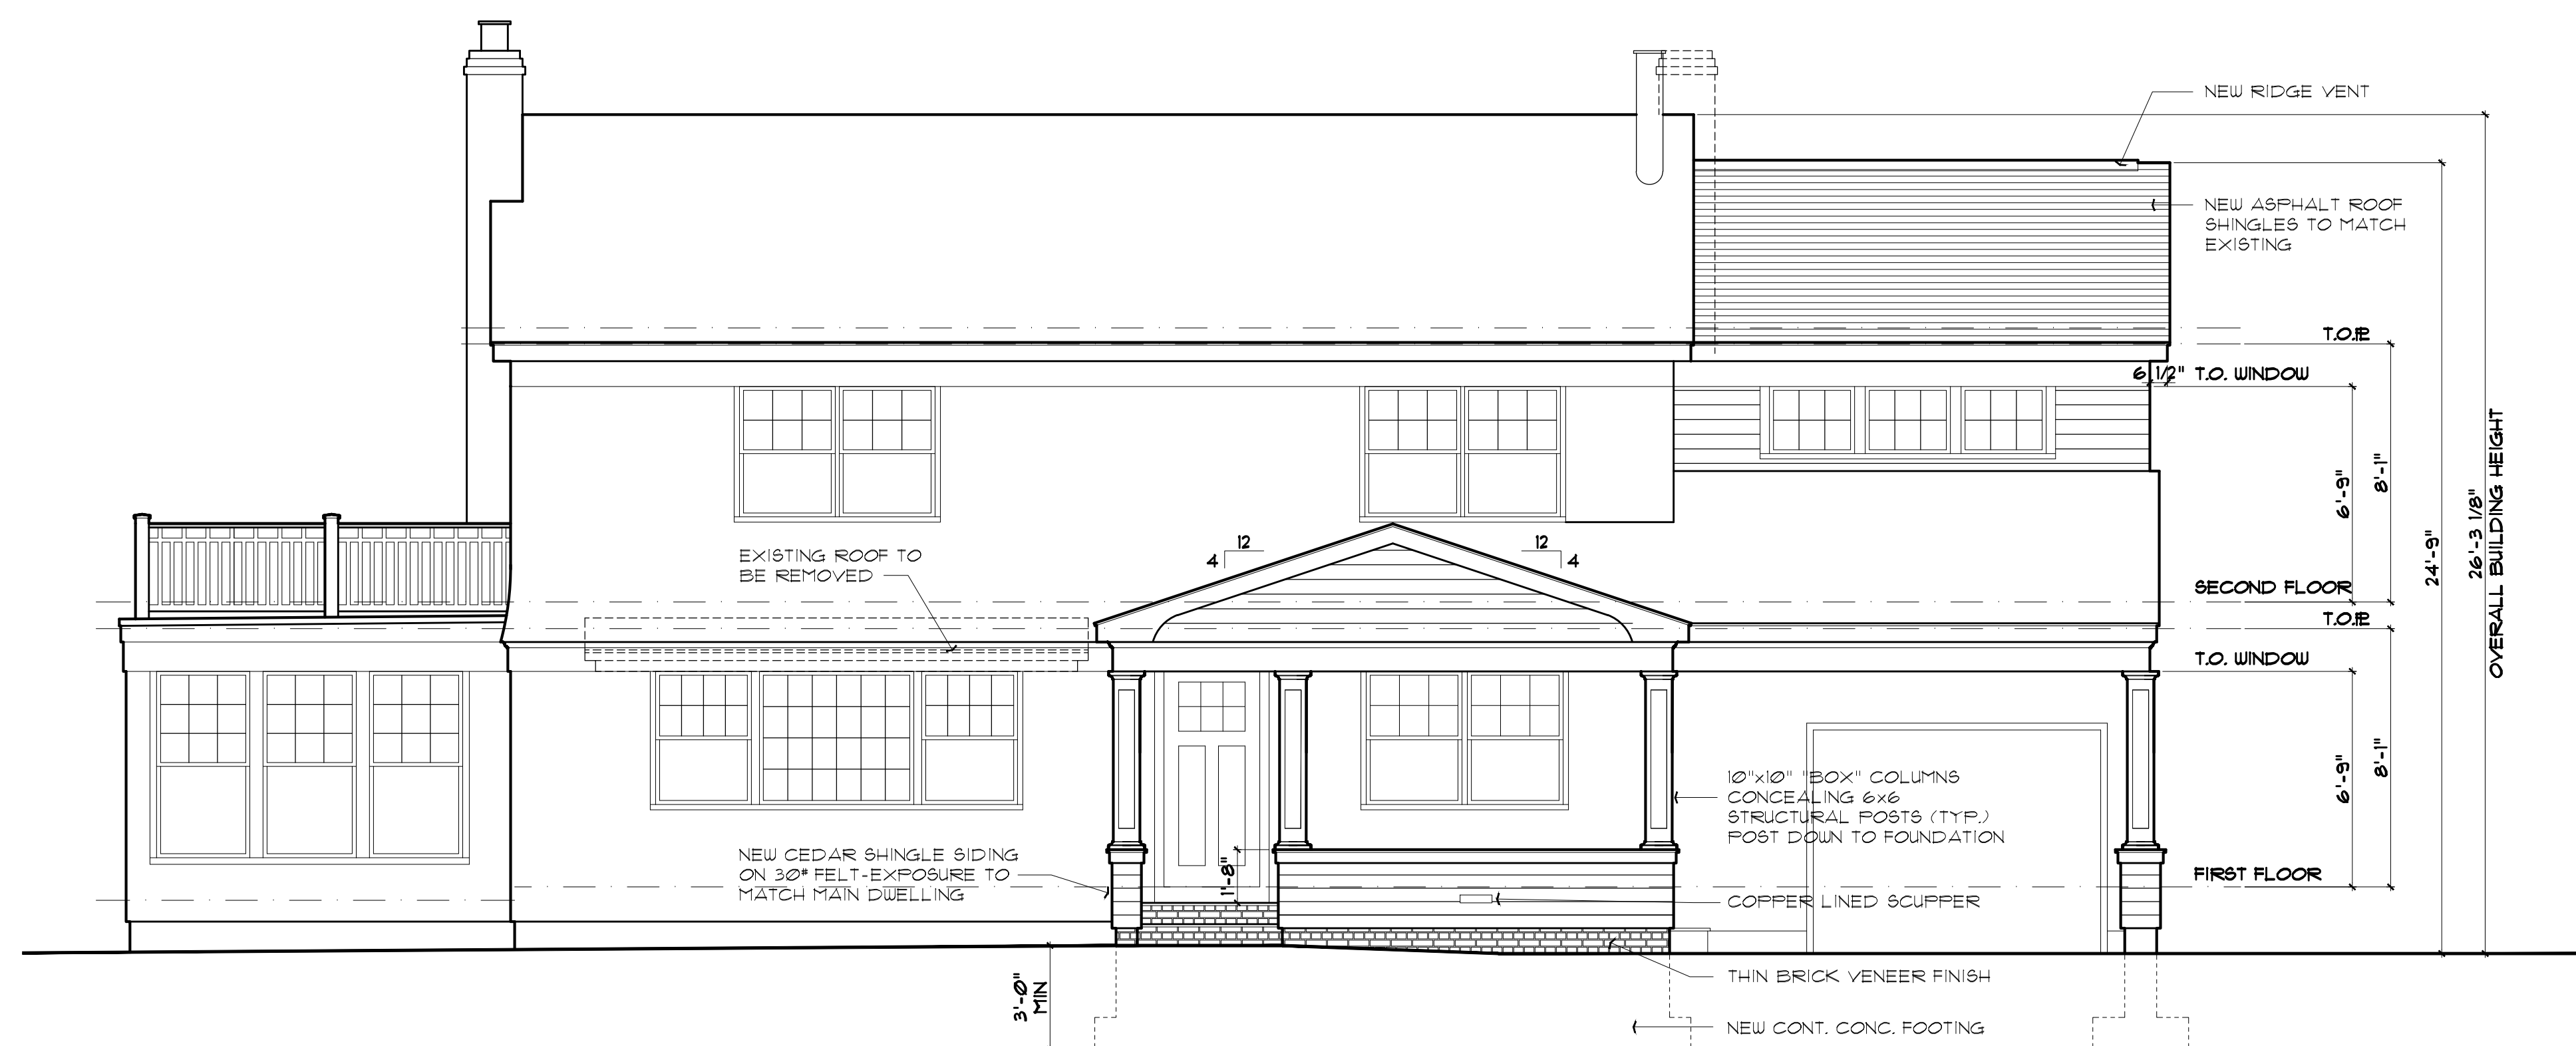 NEW RIDGE VENT
NEW ASPHALT ROOF
SHINGLES TO MATCH
EXISTING
T.O.P.
6 1/2"
T.O. WINDOW
6'-9"
8'-1"
24'-9"
26'-3 1/8"
OVERALL BUILDING HEIGHT
12
4
12
4
EXISTING ROOF TO
BE REMOVED
SECOND FLOOR
T.O.P.
T.O. WINDOW
6'-9"
8'-1"
10"x10" "BOX" COLUMNS
CONCEALING 6x6
STRUCTURAL POSTS (TYP.)
POST DOWN TO FOUNDATION
NEW CEDAR SHINGLE SIDING
ON 30# FELT-EXPOSURE TO
MATCH MAIN DWELLING
1'-8"
FIRST FLOOR
COPPER LINED SCUPPER
THIN BRICK VENEER FINISH
3'-0"
MIN
NEW CONT. CONC. FOOTING